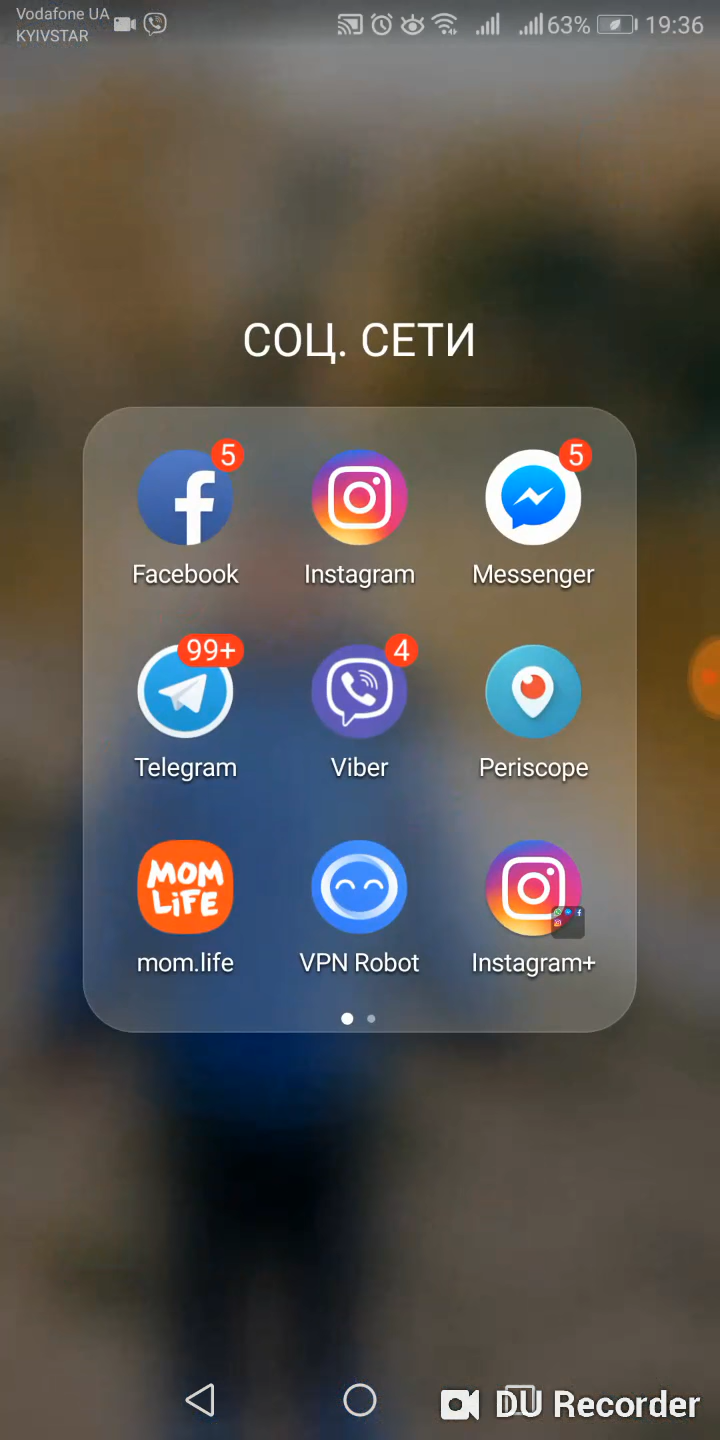 Vodafone UA
KYIVSTAR
63% 19:36
СОЦ. СЕТИ
5 5
Facebook Instagram Messenger
99+ 4
Telegram Viber Periscope
MOM LiFE
mom.life VPN Robot Instagram+
DU Recorder